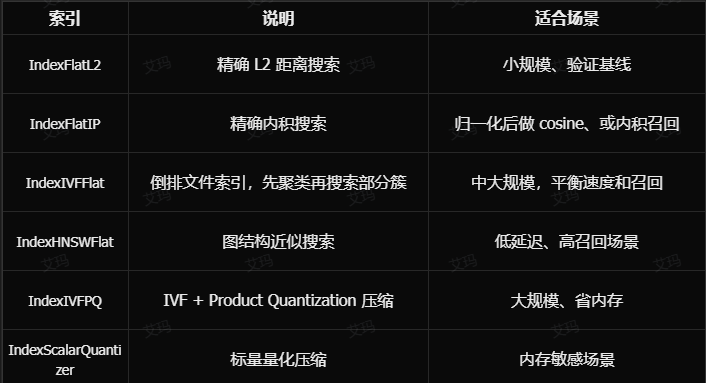 索引 说明 适合场景
IndexFlatL2 精确 L2 距离搜索 小规模、验证基线
IndexFlatIP 精确内积搜索 归一化后做 cosine、或内积召回
IndexIVFFlat 倒排文件索引，先聚类再搜索部分簇 中大规模，平衡速度和召回
IndexHNSWFlat 图结构近似搜索 低延迟、高召回场景
IndexIVFPQ IVF + Product Quantization 压缩 大规模、省内存
IndexScalarQuanti
zer 标量量化压缩 内存敏感场景
艾玛